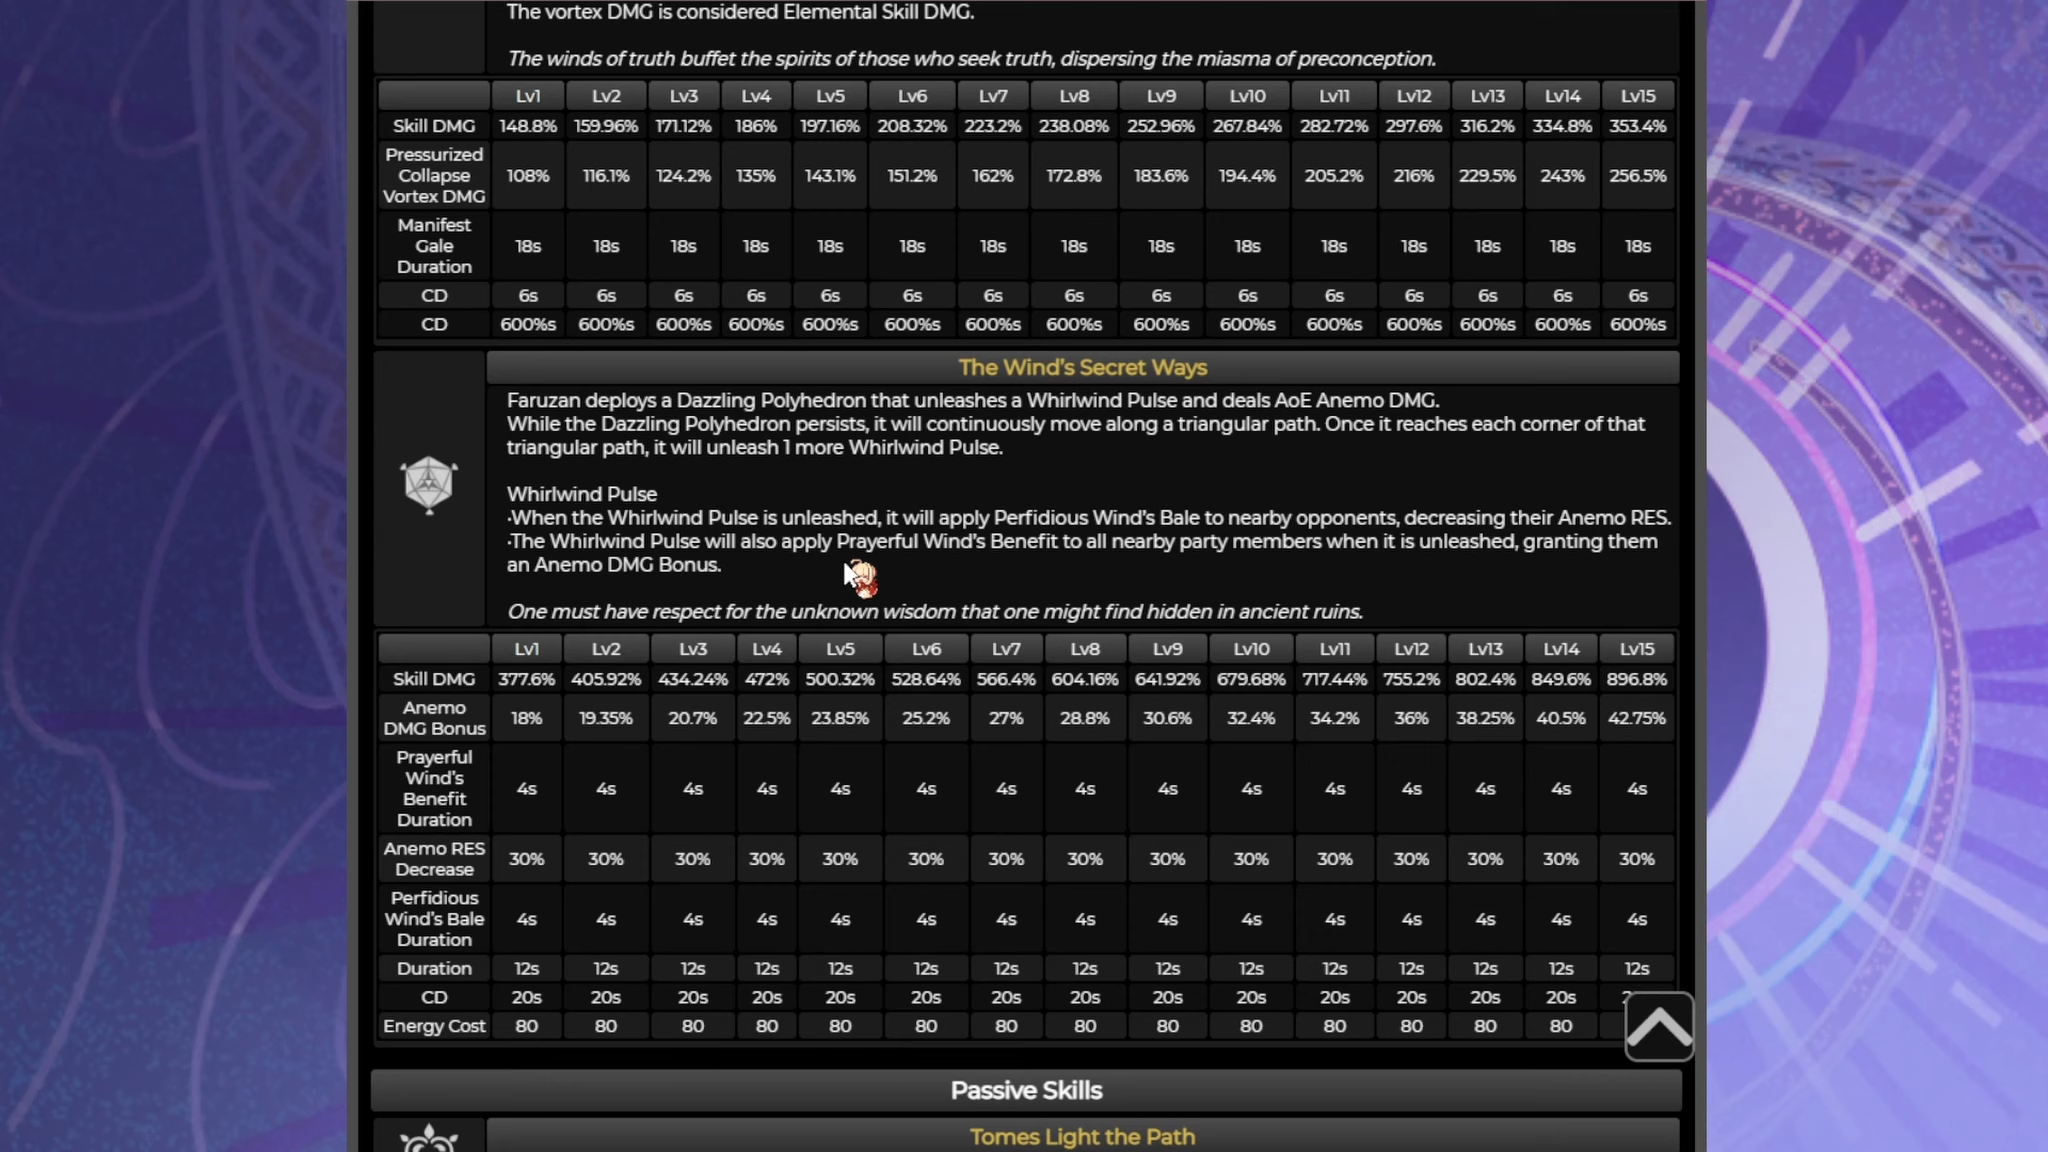 The vortex DMG is considered Elemental Skill DMG.
The winds of truth buffet the spirits of those who seek truth, dispersing the miasma of preconception.
Lv1 Lv2 Lv3 Lv4 Lv5 Lv6 Lv7 Lv8 Lv9 Lv10 Lv11 Lv12 Lv13 Lv14 Lv15
Skill DMG 148.8% 159.96% 171.12% 186% 197.16% 208.32% 223.2% 238.08% 252.96% 267.84% 282.72% 297.6% 316.2% 334.8% 353.4%
Pressurized
Collapse
Vortex DMG
108% 116.1% 124.2% 135% 143.1% 151.2% 162% 172.8% 183.6% 194.4% 205.2% 216% 229.5% 243% 256.5%
Manifest
Gale
Duration
18s 18s 18s 18s 18s 18s 18s 18s 18s 18s 18s 18s 18s 18s 18s
CD 6s 6s 6s 6s 6s 6s 6s 6s 6s 6s 6s 6s 6s 6s 6s
CD 600%s 600%s 600%s 600%s 600%s 600%s 600%s 600%s 600%s 600%s 600%s 600%s 600%s 600%s 600%s
The Wind's Secret Ways
Faruzan deploys a Dazzling Polyhedron that unleashes a Whirlwind Pulse and deals AoE Anemo DMG.
While the Dazzling Polyhedron persists, it will continuously move along a triangular path. Once it reaches each corner of that
triangular path, it will unleash 1 more Whirlwind Pulse.
Whirlwind Pulse
·When the Whirlwind Pulse is unleashed, it will apply Perfidious Wind's Bale to nearby opponents, decreasing their Anemo RES.
·The Whirlwind Pulse will also apply Prayerful Wind's Benefit to all nearby party members when it is unleashed, granting them
an Anemo DMG Bonus.
One must have respect for the unknown wisdom that one might find hidden in ancient ruins.
Lv1 Lv2 Lv3 Lv4 Lv5 Lv6 Lv7 Lv8 Lv9 Lv10 Lv11 Lv12 Lv13 Lv14 Lv15
Skill DMG 377.6% 405.92% 434.24% 472% 500.32% 528.64% 566.4% 604.16% 641.92% 679.68% 717.44% 755.2% 802.4% 849.6% 896.8%
Anemo
DMG Bonus
18% 19.35% 20.7% 22.5% 23.85% 25.2% 27% 28.8% 30.6% 32.4% 34.2% 36% 38.25% 40.5% 42.75%
Prayerful
Wind's
Benefit
Duration
4s 4s 4s 4s 4s 4s 4s 4s 4s 4s 4s 4s 4s 4s 4s
Anemo RES
Decrease
30% 30% 30% 30% 30% 30% 30% 30% 30% 30% 30% 30% 30% 30% 30%
Perfidious
Wind's Bale
Duration
4s 4s 4s 4s 4s 4s 4s 4s 4s 4s 4s 4s 4s 4s 4s
Duration 12s 12s 12s 12s 12s 12s 12s 12s 12s 12s 12s 12s 12s 12s 12s
CD 20s 20s 20s 20s 20s 20s 20s 20s 20s 20s 20s 20s 20s 20s
Energy Cost 80 80 80 80 80 80 80 80 80 80 80 80 80 80
Passive Skills
Tomes Light the Path